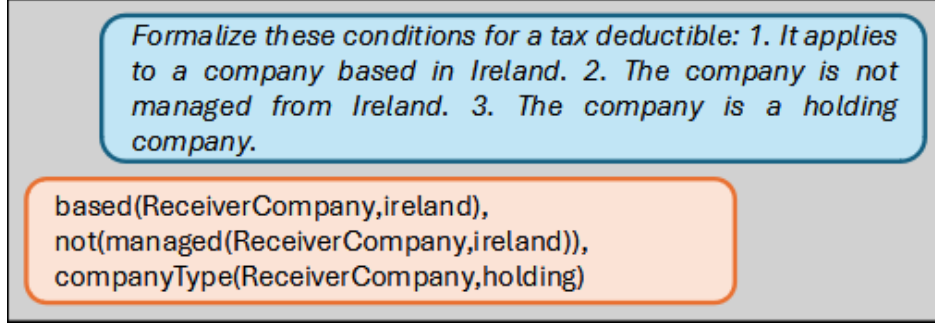 Formalize these conditions for a tax deductible: 1. It applies
to a company based in Ireland. 2. The company is not
managed from Ireland. 3. The company is a holding
company.
based(ReceiverCompany,ireland),
not(managed(ReceiverCompany,ireland)),
companyType(ReceiverCompany,holding)